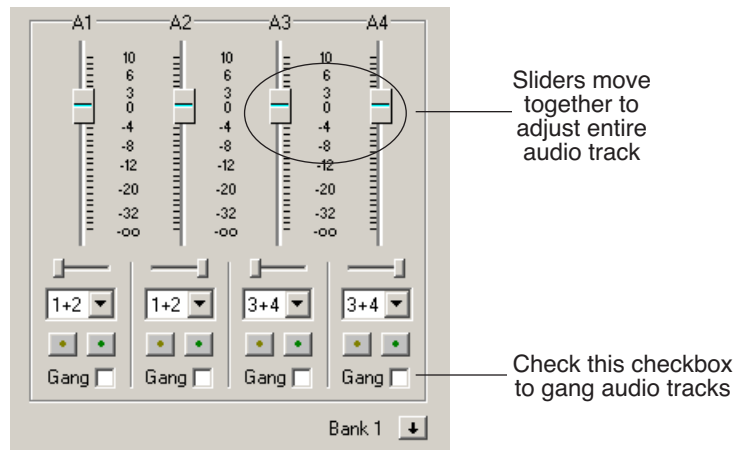 A1 A2 A3 A4
10 10 10
6 6 6
3 3 3
0 0 0
-4 -4 -4
-8 -8 -8
-12 -12 -12
-20 -20 -20
-32 -32 -32
-oo -oo -oo
Sliders move
together to
adjust entire
audio track
1+2 1+2 3+4 3+4
Gang Gang Gang Gang
Check this checkbox
to gang audio tracks
Bank 1